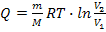 Q = m/M RT · ln V₂/V₁